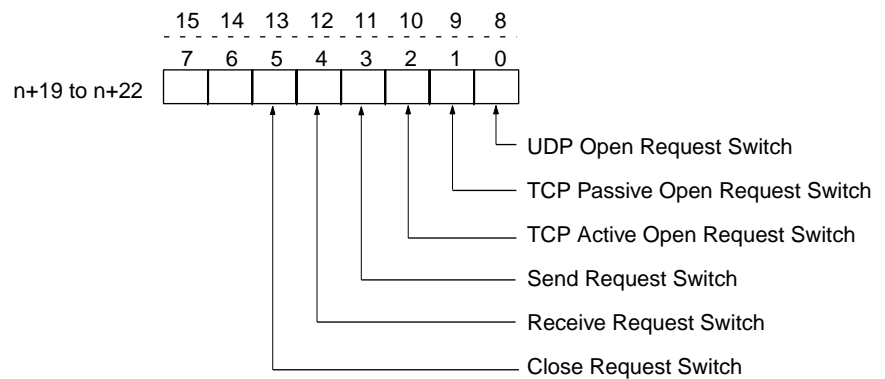 15 14 13 12 11 10 9 8
7 6 5 4 3 2 1 0
n+19 to n+22
UDP Open Request Switch
TCP Passive Open Request Switch
TCP Active Open Request Switch
Send Request Switch
Receive Request Switch
Close Request Switch